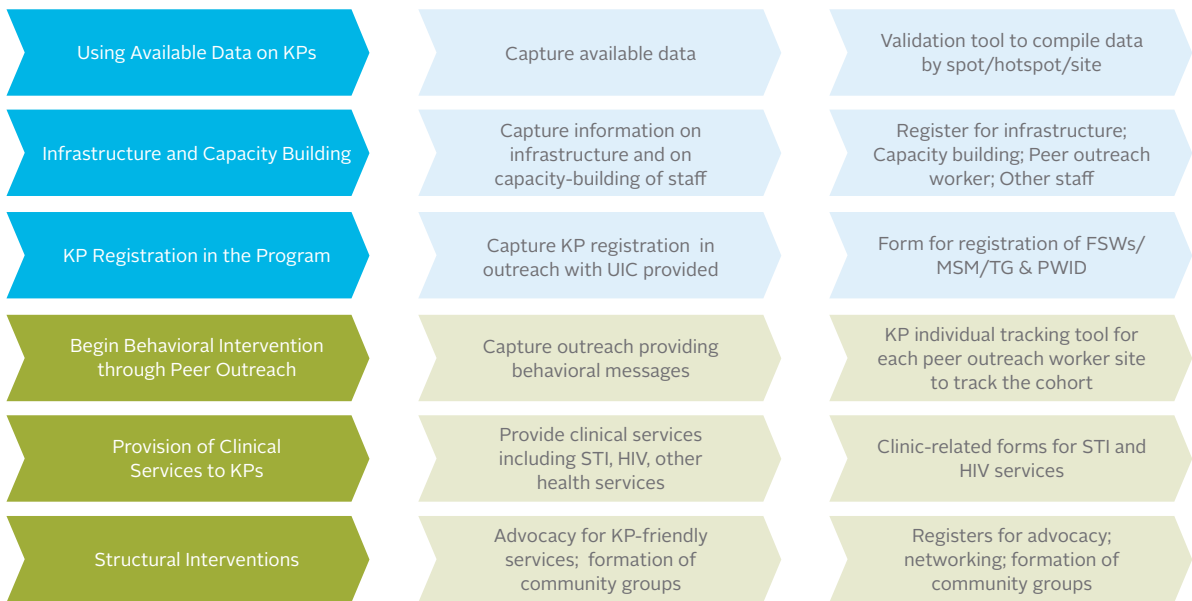 Using Available Data on KPs
Capture available data
Validation tool to compile data
by spot/hotspot/site
Infrastructure and Capacity Building
Capture information on
infrastructure and on
capacity-building of staff
Register for infrastructure;
Capacity building; Peer outreach
worker; Other staff
KP Registration in the Program
Capture KP registration in
outreach with UIC provided
Form for registration of FSWs/
MSM/TG & PWID
Begin Behavioral Intervention
through Peer Outreach
Capture outreach providing
behavioral messages
KP individual tracking tool for
each peer outreach worker site
to track the cohort
Provision of Clinical
Services to KPs
Provide clinical services
including STI, HIV, other
health services
Clinic-related forms for STI and
HIV services
Structural Interventions
Advocacy for KP-friendly
services; formation of
community groups
Registers for advocacy;
networking; formation of
community groups